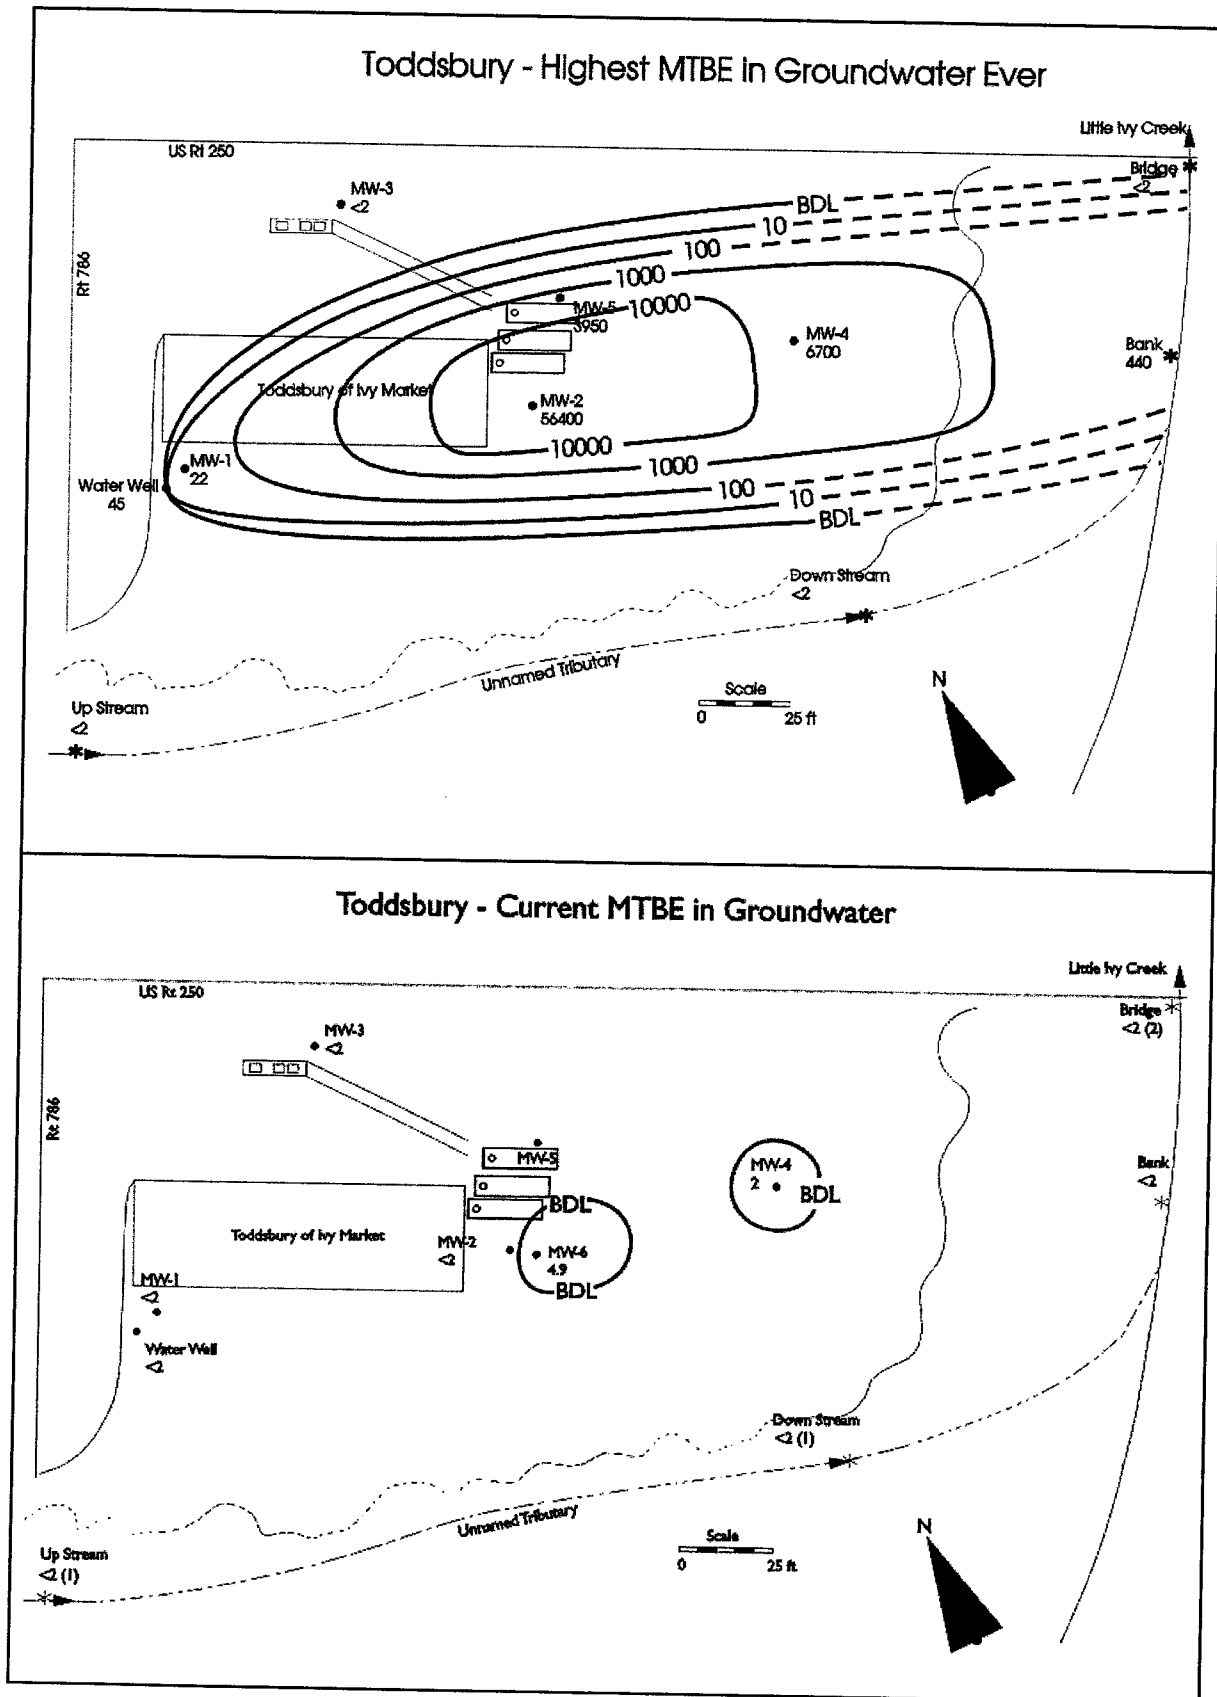 Toddsbury - Highest MTBE in Groundwater Ever
Little Ivy Creek
US Rt 250
Bridge
<2
MW-3
<2
BDL
10
100
Rt 786
1000
10000
MW-5
3950
MW-4
6700
Bank
440
Toddsbury of Ivy Market
MW-2
56400
10000
MW-1
22
1000
Water Well
45
100
10
BDL
Down Stream
<2
Unnamed Tributary
Up Stream
<2
Scale
0 25 ft
N
Toddsbury - Current MTBE in Groundwater
Little Ivy Creek
US Rt 250
Bridge
<2 (2)
MW-3
<2
Rt 786
MW-5
MW-4
2
BDL
Bank
<2
BDL
Toddsbury of Ivy Market
MW-2
<2
MW-6
4.9
BDL
MW-1
<2
Water Well
<2
Down Stream
<2 (1)
Unnamed Tributary
Up Stream
<2 (1)
Scale
0 25 ft
N